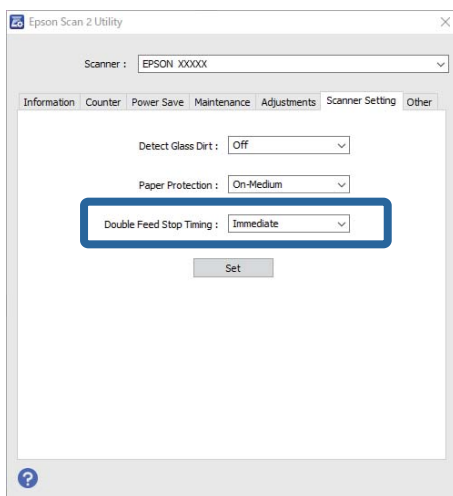 Epson Scan 2 Utility
Scanner : EPSON XXXXX
Information Counter Power Save Maintenance Adjustments Scanner Setting Other
Detect Glass Dirt : Off
Paper Protection : On-Medium
Double Feed Stop Timing : Immediate
Set
?